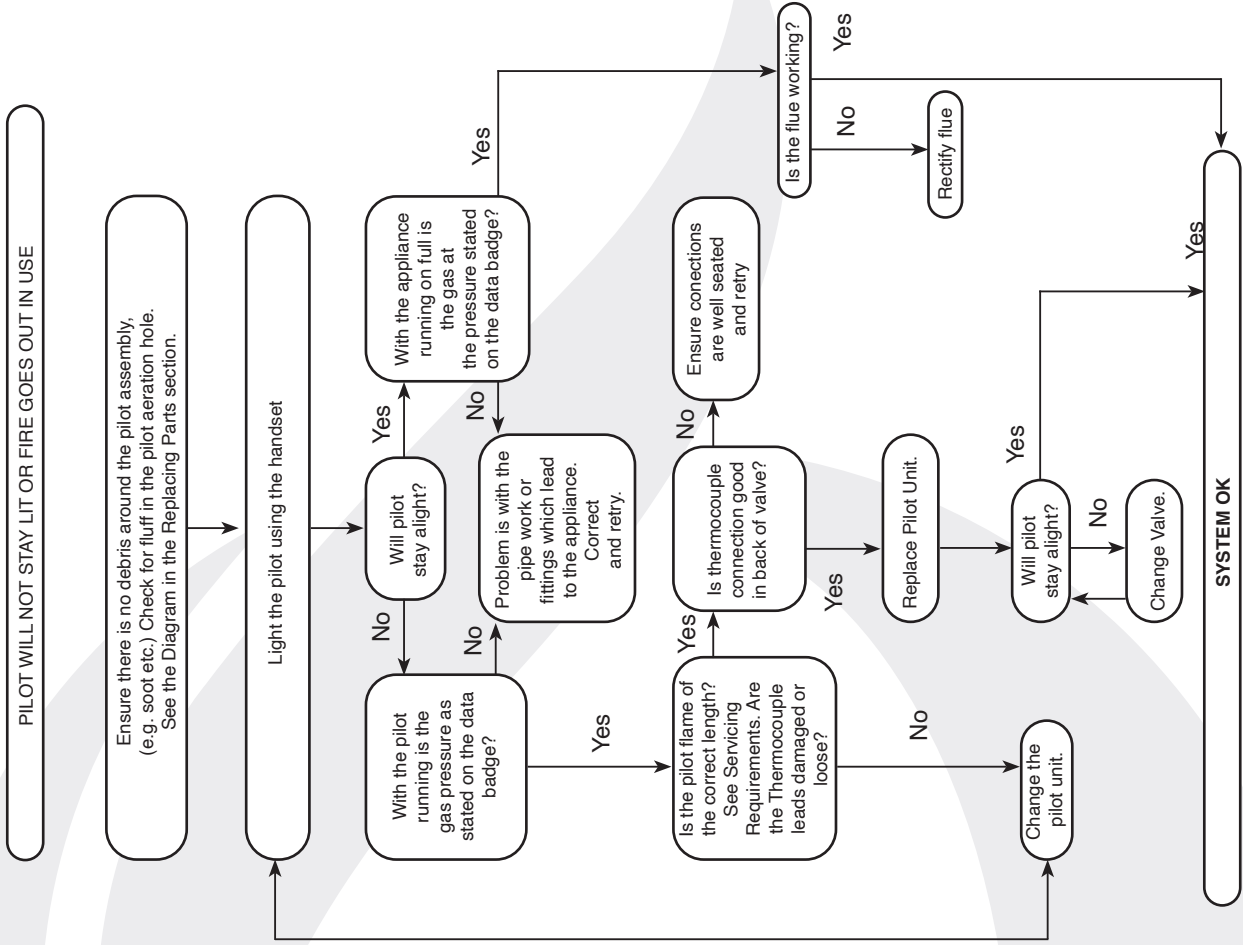 PILOT WILL NOT STAY LIT OR FIRE GOES OUT IN USE
Ensure there is no debris around the pilot assembly,
(e.g. soot etc.) Check for fluff in the pilot aeration hole.
See the Diagram in the Replacing Parts section.
Light the pilot using the handset
Will pilot
stay alight?
No
Yes
With the pilot
running is the
gas pressure as
stated on the data
badge?
No
Yes
Problem is with the
pipe work or
fittings which lead
to the appliance.
Correct
and retry.
With the appliance
running on full is
the gas at
the pressure stated
on the data badge?
No
Yes
Is the pilot flame of
the correct length?
See Servicing
Requirements. Are
the Thermocouple
leads damaged or
loose?
Yes
No
Is thermocouple
connection good
in back of valve?
No
Yes
Ensure conections
are well seated
and retry
Is the flue working?
No
Yes
Rectify flue
Replace Pilot Unit.
Change the
pilot unit.
Will pilot
stay alight?
Yes
No
Change Valve.
Yes
SYSTEM OK